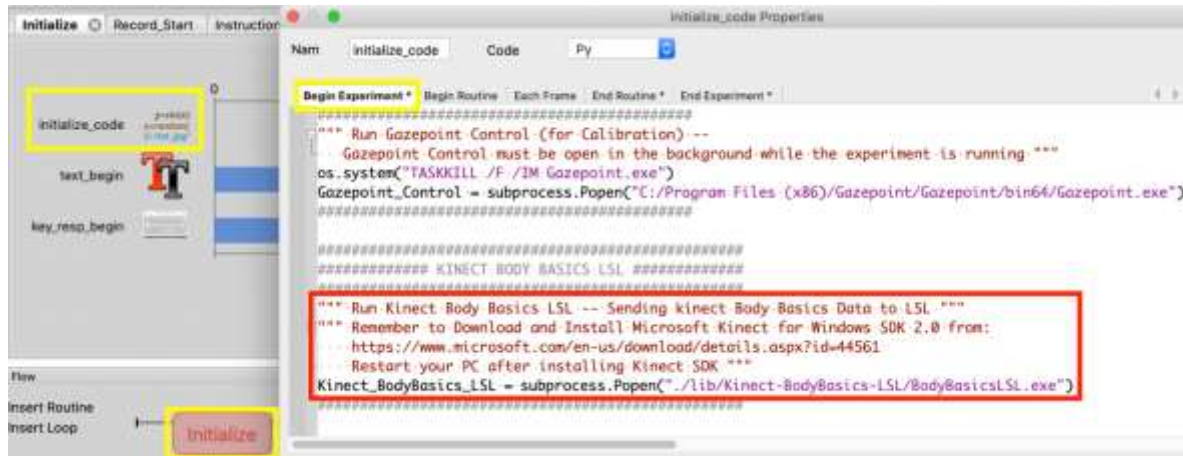 Initialize Record_Start Instruction
initialize_code
text_begin
key_resp_begin
0
Flow
Insert Routine
Insert Loop
Initialize
initialize_code Properties
Nam initialize_code Code Py
Begin Experiment * Begin Routine Each Frame End Routine * End Experiment *
""" Run Gazepoint Control (for Calibration) --
Gazepoint Control must be open in the background while the experiment is running """
os.system("TASKKILL /F /IM Gazepoint.exe")
Gazepoint_Control = subprocess.Popen("C:/Program Files (x86)/Gazepoint/Gazepoint/bin64/Gazepoint.exe")
############# KINECT BODY BASICS LSL #############
""" Run Kinect Body Basics LSL -- Sending kinect Body Basics Data to LSL """
""" Remember to Download and Install Microsoft Kinect for Windows SDK 2.0 from:
https://www.microsoft.com/en-us/download/details.aspx?id=44561
Restart your PC after installing Kinect SDK """
Kinect_BodyBasics_LSL = subprocess.Popen("./lib/Kinect-BodyBasics-LSL/BodyBasicsLSL.exe")